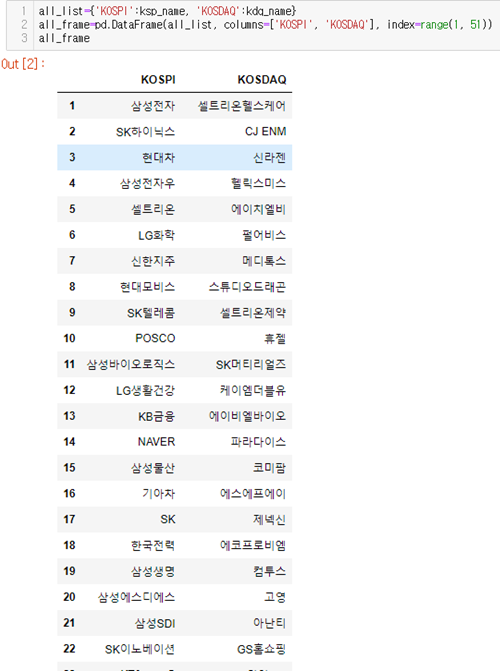 1 all_list={'KOSPI':ksp_name, 'KOSDAQ':kdq_name}
2 all_frame=pd.DataFrame(all_list, columns=['KOSPI', 'KOSDAQ'], index=range(1, 51))
3 all_frame
Out[2]:
KOSPI KOSDAQ
1 삼성전자 셀트리온헬스케어
2 SK하이닉스 CJ ENM
3 현대차 신라젠
4 삼성전자우 헬릭스미스
5 셀트리온 에이치엘비
6 LG화학 펄어비스
7 신한지주 메디톡스
8 현대모비스 스튜디오드래곤
9 SK텔레콤 셀트리온제약
10 POSCO 휴젤
11 삼성바이오로직스 SK머티리얼즈
12 LG생활건강 케이엠더블유
13 KB금융 에이비엘바이오
14 NAVER 파라다이스
15 삼성물산 코미팜
16 기아차 에스에프에이
17 SK 제넥신
18 한국전력 에코프로비엠
19 삼성생명 컴투스
20 삼성에스디에스 고영
21 삼성SDI 아난티
22 SK이노베이션 GS홈쇼핑